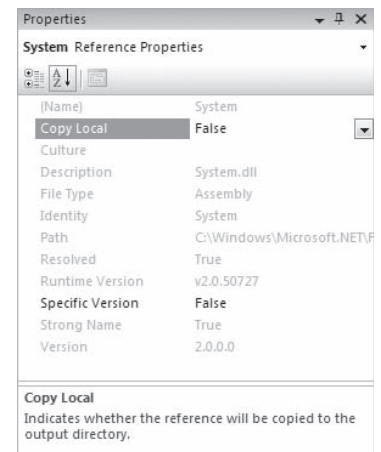 Properties
System Reference Properties
(Name) System
Copy Local False
Culture
Description System.dll
File Type Assembly
Identity System
Path C:\Windows\Microsoft.NET\F
Resolved True
Runtime Version v2.0.50727
Specific Version False
Strong Name True
Version 2.0.0.0
Copy Local
Indicates whether the reference will be copied to the
output directory.